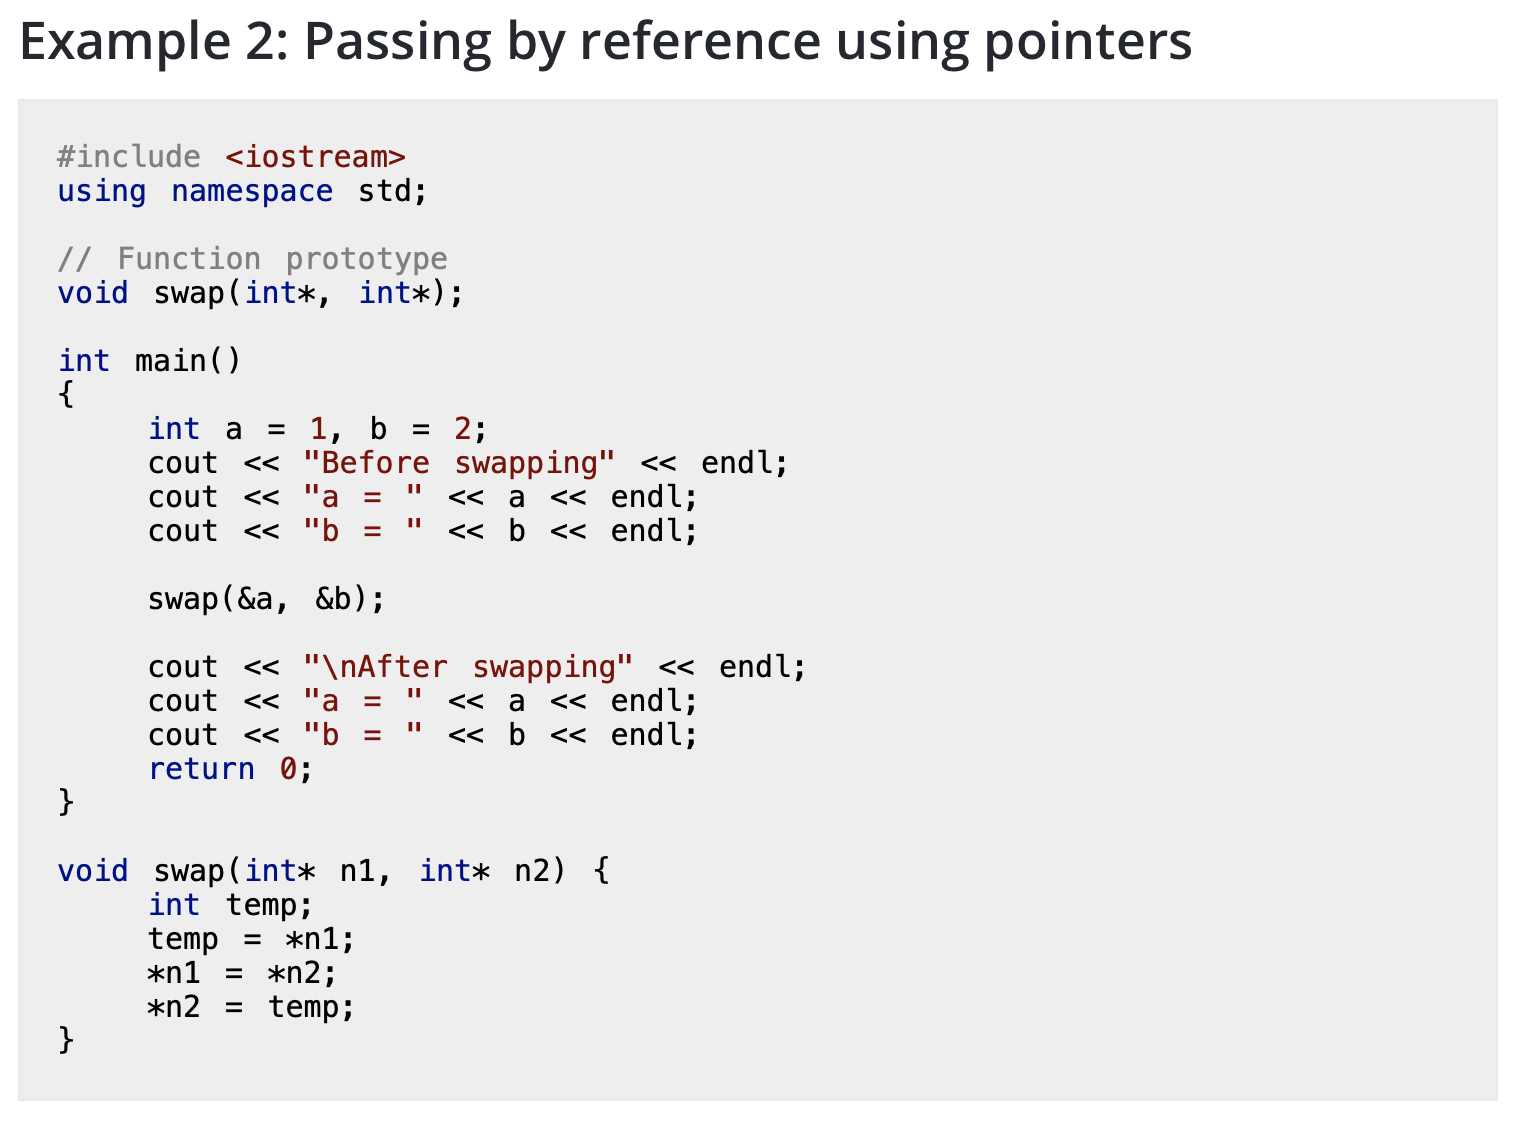 Example 2: Passing by reference using pointers
#include <iostream>
using namespace std;
// Function prototype
void swap(int*, int*);
int main()
{
int a = 1, b = 2;
cout << "Before swapping" << endl;
cout << "a = " << a << endl;
cout << "b = " << b << endl;
swap(&a, &b);
cout << "\nAfter swapping" << endl;
cout << "a = " << a << endl;
cout << "b = " << b << endl;
return 0;
}
void swap(int* n1, int* n2) {
int temp;
temp = *n1;
*n1 = *n2;
*n2 = temp;
}